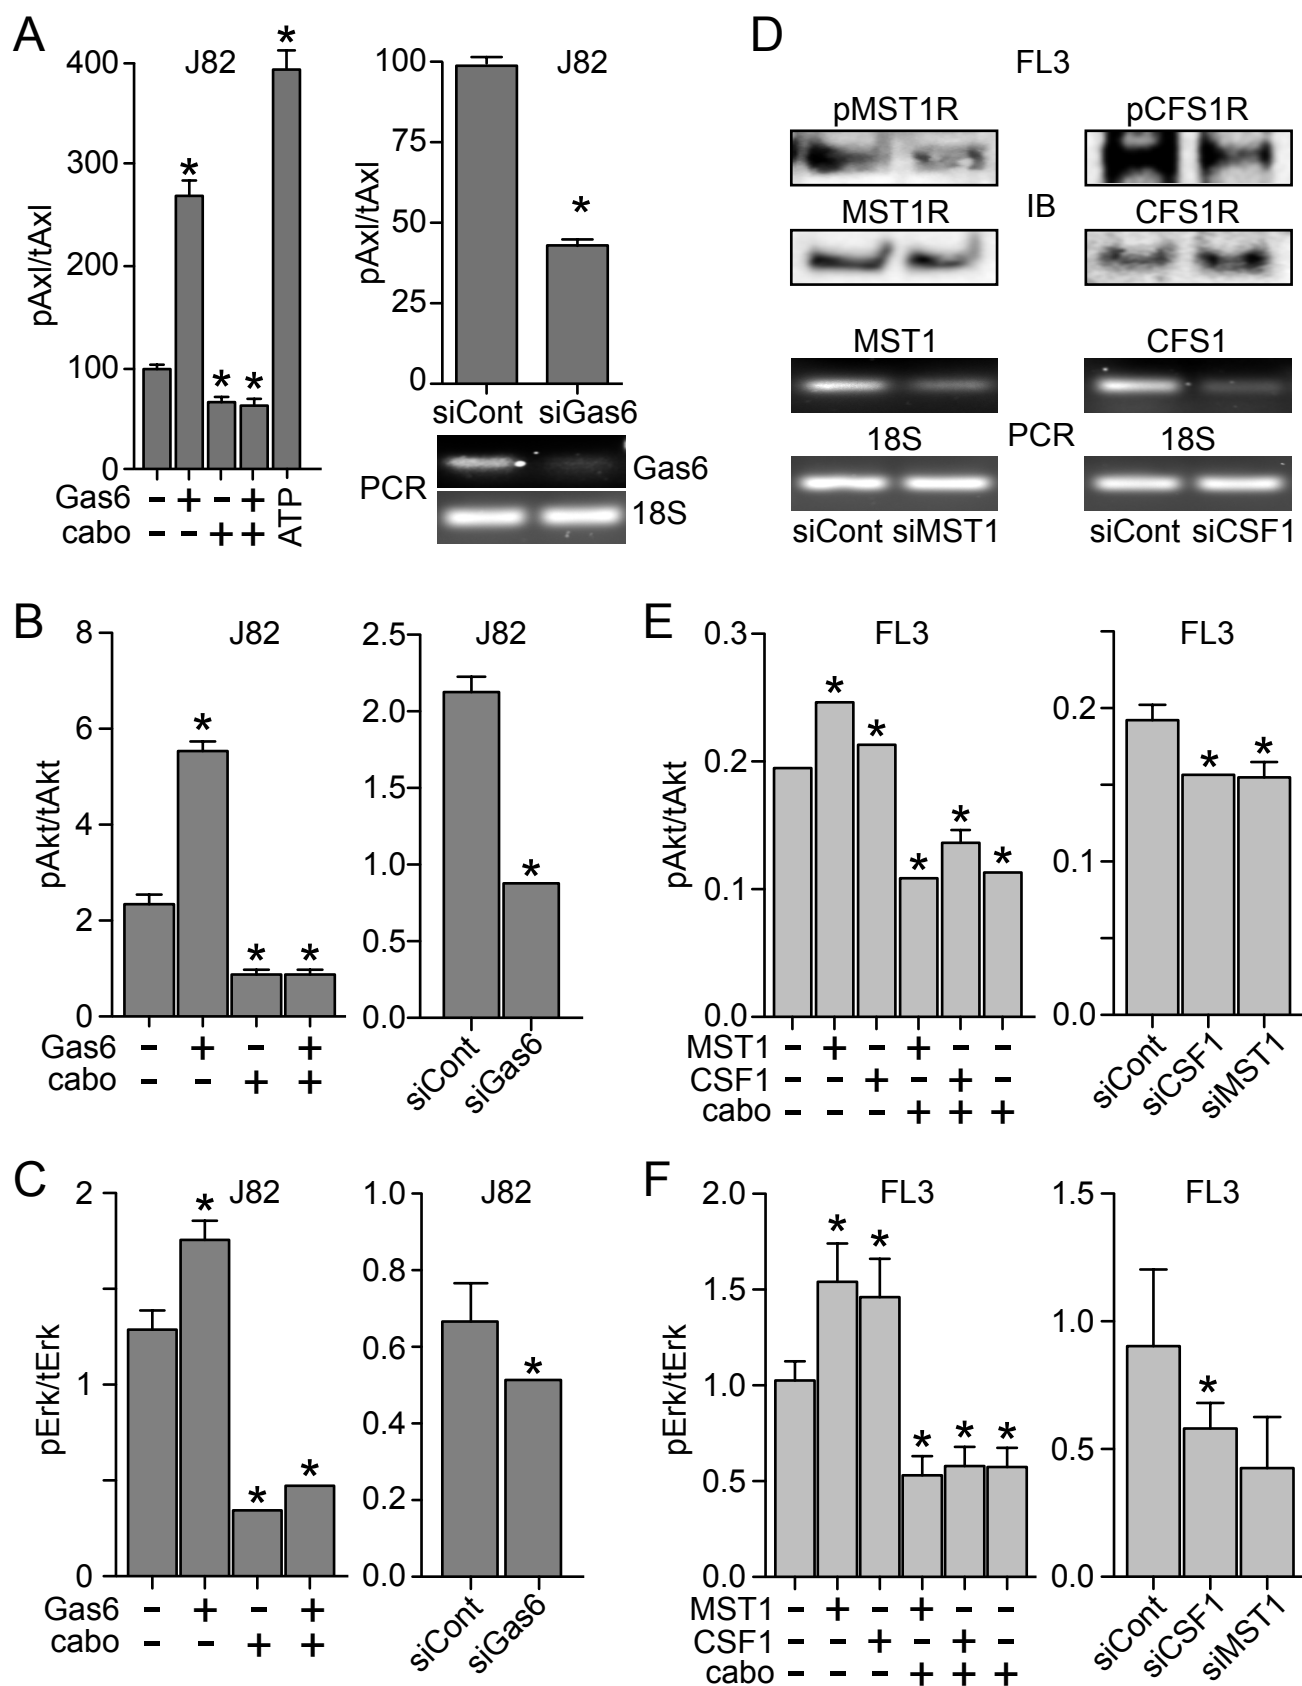 A
J82
400
300
200
100
0
pAxl/tAxl
*
*
*
*
Gas6 - + - + ATP
cabo - - + +
J82
100
75
50
25
0
pAxl/tAxl
*
siCont siGas6
PCR
Gas6
18S
D
FL3
pMST1R pCFS1R
MST1R IB CFS1R
MST1 CFS1
18S PCR 18S
siCont siMST1 siCont siCSF1
B
J82
8
6
4
2
0
pAkt/tAkt
*
*
*
Gas6 - + - +
cabo - - + +
J82
2.5
2.0
1.5
1.0
0.5
0.0
*
siCont siGas6
E
FL3
0.3
0.2
0.1
0.0
pAkt/tAkt
*
*
*
*
*
MST1 - + - + - -
CSF1 - - + - + -
cabo - - - + + +
FL3
0.2
0.1
0.0
*
*
siCont siCSF1 siMST1
C
J82
2
1
0
pErk/tErk
*
*
*
Gas6 - + - +
cabo - - + +
J82
1.0
0.8
0.6
0.4
0.2
0.0
*
siCont siGas6
F
FL3
2.0
1.5
1.0
0.5
0.0
pErk/tErk
*
*
*
*
*
MST1 - + - + - -
CSF1 - - + - + -
cabo - - - + + +
FL3
1.5
1.0
0.5
0.0
*
siCont siCSF1 siMST1